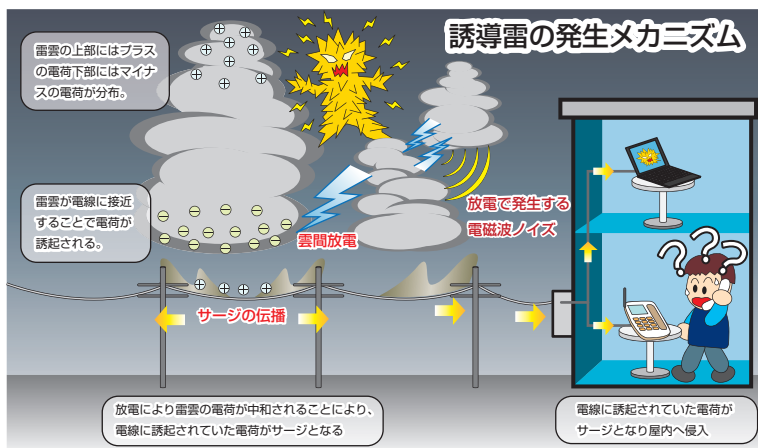 誘導雷の発生メカニズム
雷雲の上部にはプラス
の電荷下部にはマイナ
スの電荷が分布。
雷雲が電線に接近
することで電荷が
誘起される。
雲間放電
放電で発生する
電磁波ノイズ
サージの伝播
???
放電により雷雲の電荷が中和されることにより、
電線に誘起されていた電荷がサージとなる
電線に誘起されていた電荷が
サージとなり屋内へ侵入